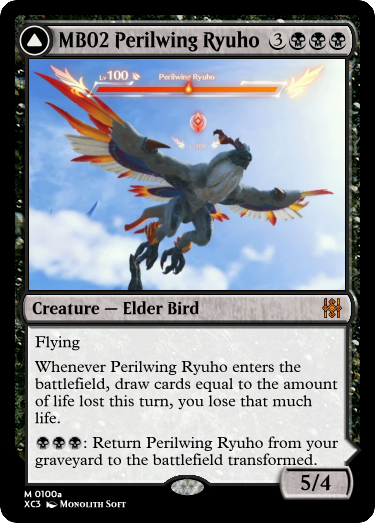 MB02 Perilwing Ryuho 3
Lv 100
Perilwing Ryuho
Creature — Elder Bird
Flying
Whenever Perilwing Ryuho enters the
battlefield, draw cards equal to the amount
of life lost this turn, you lose that much
life.
: Return Perilwing Ryuho from your
graveyard to the battlefield transformed.
5/4
M 0100a
XC3 Monolith Soft